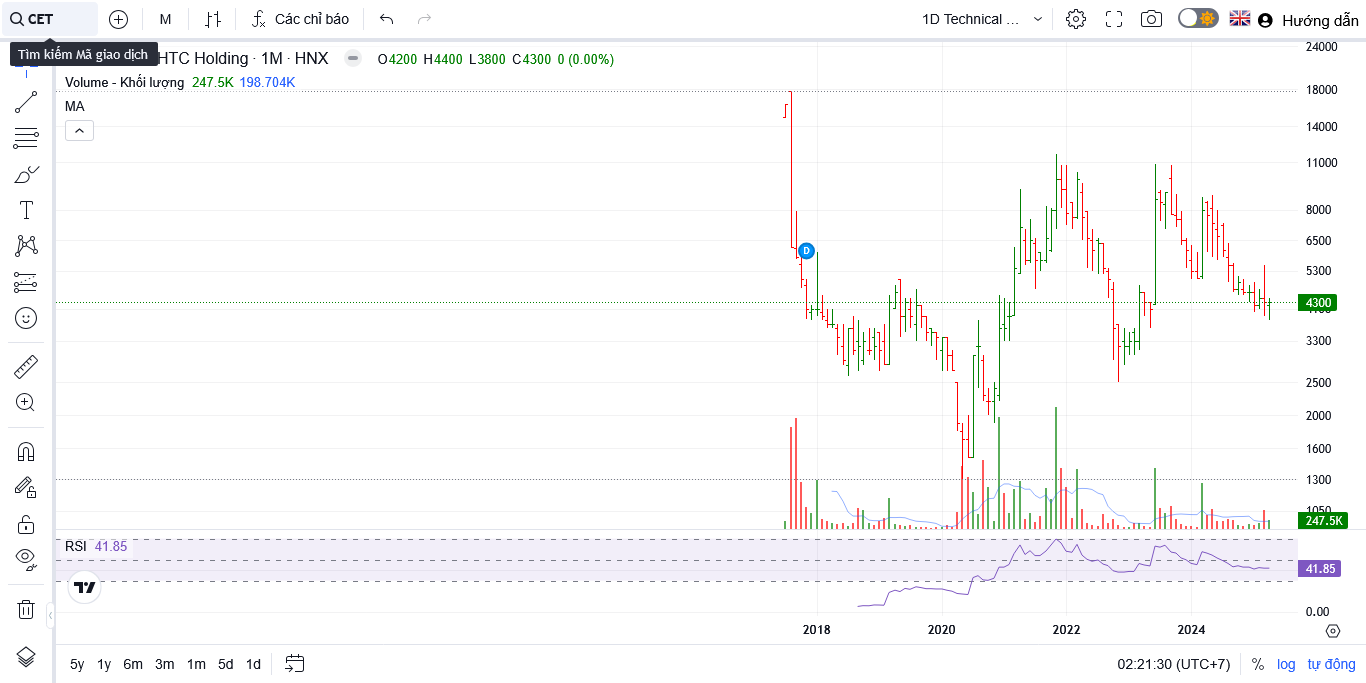 CET
M
Các chỉ báo
1D Technical ...
Hướng dẫn
Tìm kiếm Mã giao dịch
HTC Holding · 1M · HNX
O4200 H4400 L3800 C4300 0 (0.00%)
Volume - Khối lượng 247.5K 198.704K
MA
D
24000
18000
14000
11000
8000
6500
5300
4300
3300
2500
2000
1600
1300
1050
247.5K
RSI 41.85
41.85
0.00
2018 2020 2022 2024
5y 1y 6m 3m 1m 5d 1d
02:21:30 (UTC+7) % log tự động